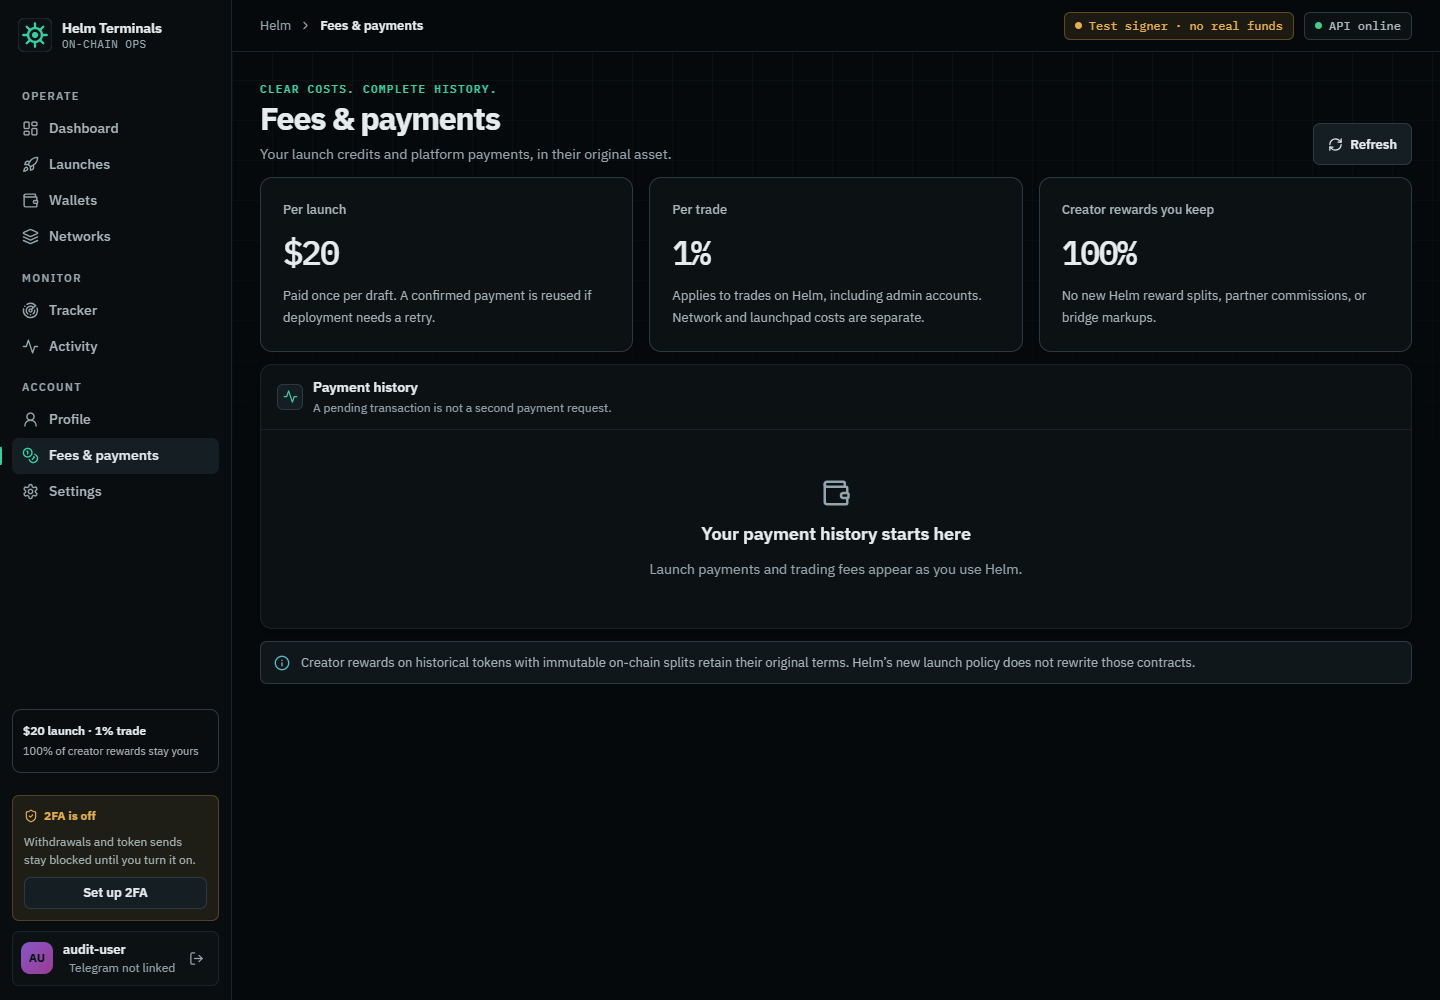 Helm Terminals
ON-CHAIN OPS
OPERATE
Dashboard
Launches
Wallets
Networks
MONITOR
Tracker
Activity
ACCOUNT
Profile
Fees & payments
Settings
$20 launch · 1% trade
100% of creator rewards stay yours
2FA is off
Withdrawals and token sends
stay blocked until you turn it on.
Set up 2FA
AU
audit-user
Telegram not linked
Helm > Fees & payments
Test signer · no real funds
API online
CLEAR COSTS. COMPLETE HISTORY.
Fees & payments
Your launch credits and platform payments, in their original asset.
Refresh
Per launch
$20
Paid once per draft. A confirmed payment is reused if
deployment needs a retry.
Per trade
1%
Applies to trades on Helm, including admin accounts.
Network and launchpad costs are separate.
Creator rewards you keep
100%
No new Helm reward splits, partner commissions, or
bridge markups.
Payment history
A pending transaction is not a second payment request.
Your payment history starts here
Launch payments and trading fees appear as you use Helm.
Creator rewards on historical tokens with immutable on-chain splits retain their original terms. Helm’s new launch policy does not rewrite those contracts.